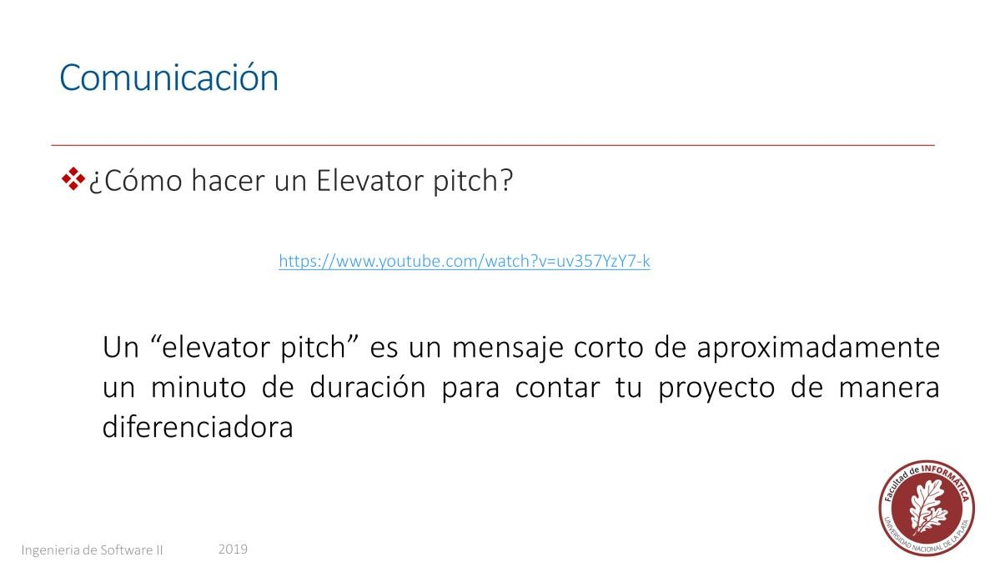 Comunicación
❖¿Cómo hacer un Elevator pitch?
https://www.youtube.com/watch?v=uv357YzY7-k
Un “elevator pitch” es un mensaje corto de aproximadamente
un minuto de duración para contar tu proyecto de manera
diferenciadora
Facultad de INFORMÁTICA
UNIVERSIDAD NACIONAL DE LA PLATA
Ingenieria de Software II 2019